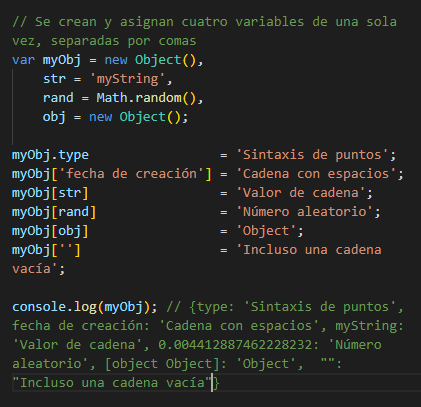 // Se crean y asignan cuatro variables de una sola
vez, separadas por comas
var myObj = new Object(),
    str = 'myString',
    rand = Math.random(),
    obj = new Object();

myObj.type                  = 'Sintaxis de puntos';
myObj['fecha de creación'] = 'Cadena con espacios';
myObj[str]                  = 'Valor de cadena';
myObj[rand]                 = 'Número aleatorio';
myObj[obj]                  = 'Object';
myObj['']                   = 'Incluso una cadena
vacía';

console.log(myObj); // {type: 'Sintaxis de puntos',
fecha de creación: 'Cadena con espacios', myString:
'Valor de cadena', 0.004412887462228232: 'Número
aleatorio', [object Object]: 'Object',  "":
"Incluso una cadena vacía"}